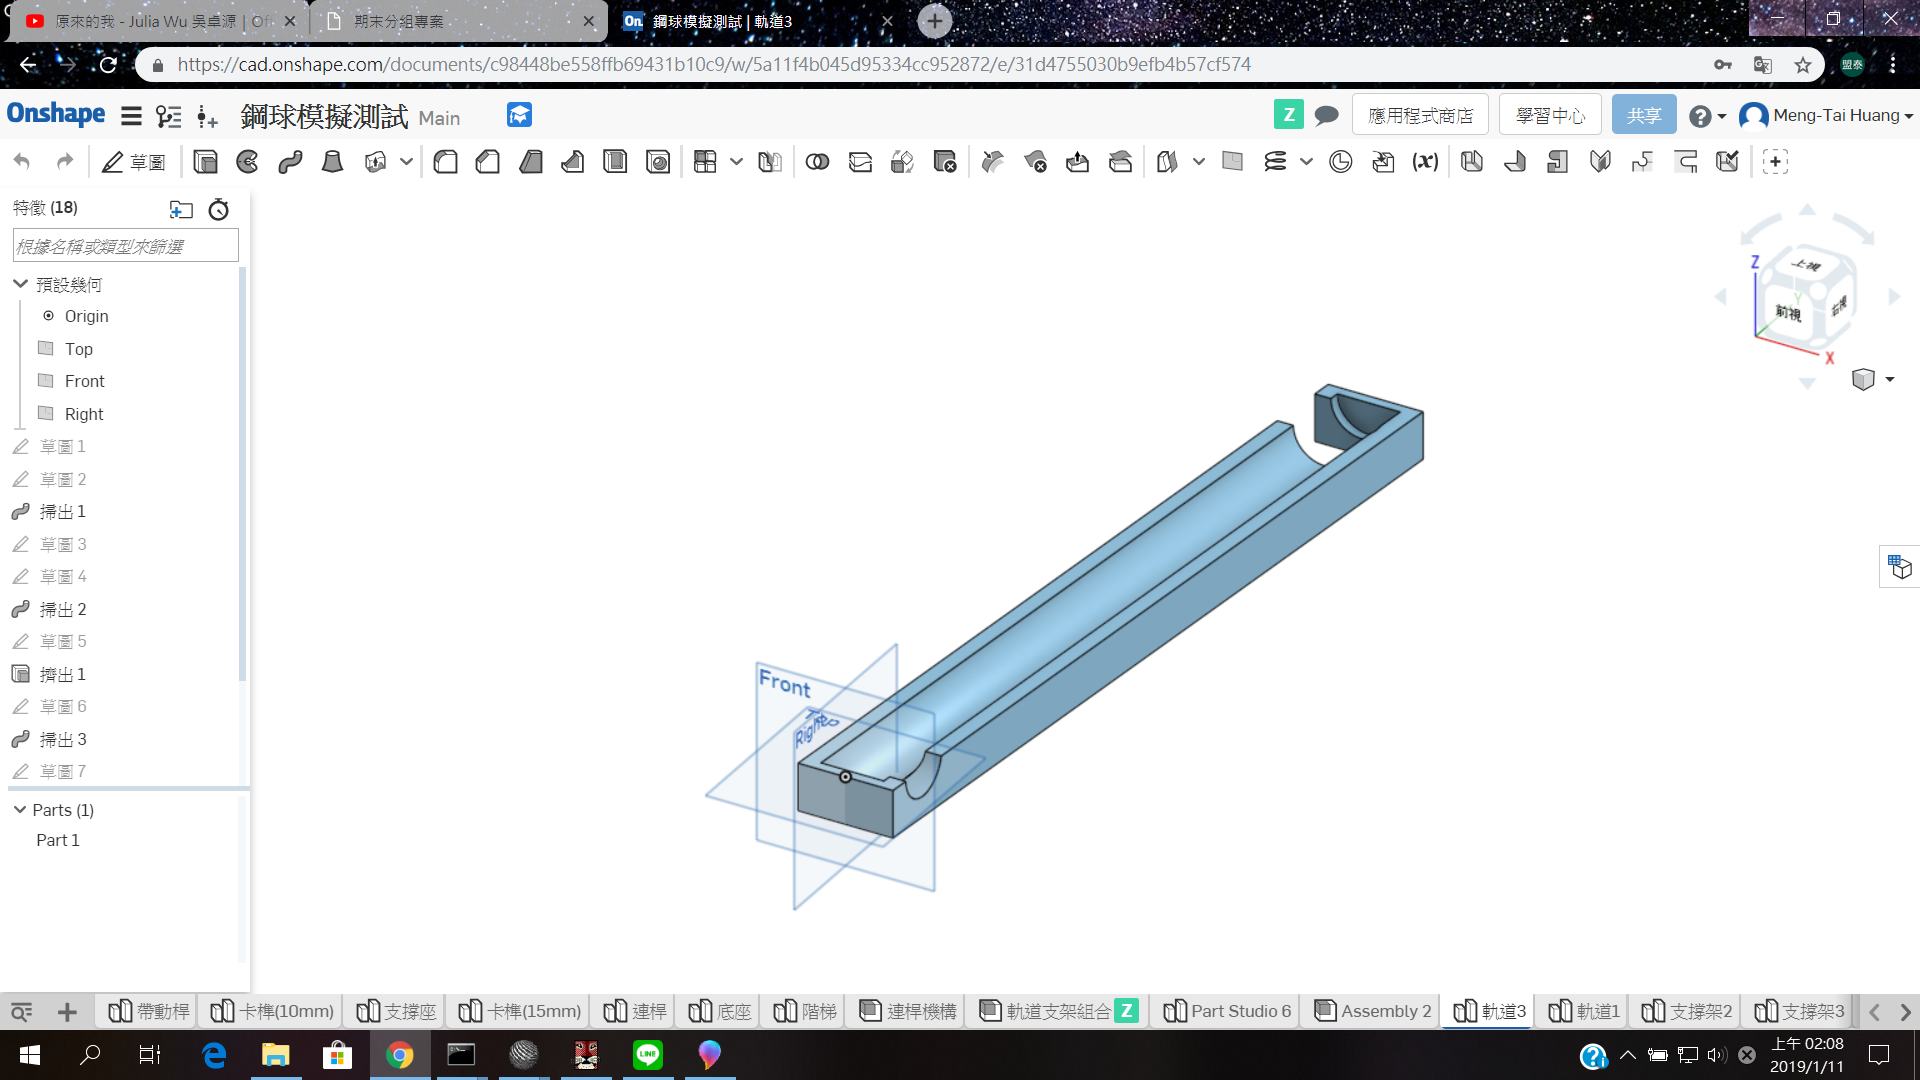 原來的我 - Julia Wu 吳卓源 | Of
期末分組專案
On. 鋼球模擬測試 | 軌道3
https://cad.onshape.com/documents/c98448be558ffb69431b10c9/w/5a11f4b045d95334cc952872/e/31d4755030b9efb4b57cf574
盟泰
Onshape 鋼球模擬測試 Main
Z 應用程式商店 學習中心 共享 Meng-Tai Huang
草圖
(x)
特徵 (18)
根據名稱或類型來篩選
預設幾何
Origin
Top
Front
Right
草圖 1
草圖 2
掃出 1
草圖 3
草圖 4
掃出 2
草圖 5
擠出 1
草圖 6
掃出 3
草圖 7
Parts (1)
Part 1
Front
Top
Right
Z
上視
Y
前視
右視
X
帶動桿
卡榫(10mm)
支撐座
卡榫(15mm)
連桿
底座
階梯
連桿機構
軌道支架組合 Z
Part Studio 6
Assembly 2
軌道3
軌道1
支撐架2
支撐架3
LINE
上午 02:08
2019/1/11